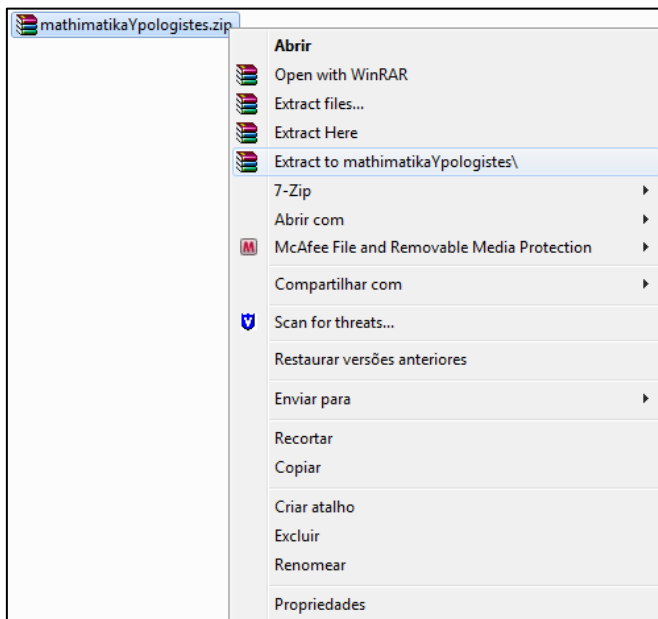 mathimatikaYpologistes.zip
Abrir
Open with WinRAR
Extract files...
Extract Here
Extract to mathimatikaYpologistes\
7-Zip
Abrir com
McAfee File and Removable Media Protection
Compartilhar com
Scan for threats...
Restaurar versões anteriores
Enviar para
Recortar
Copiar
Criar atalho
Excluir
Renomear
Propriedades